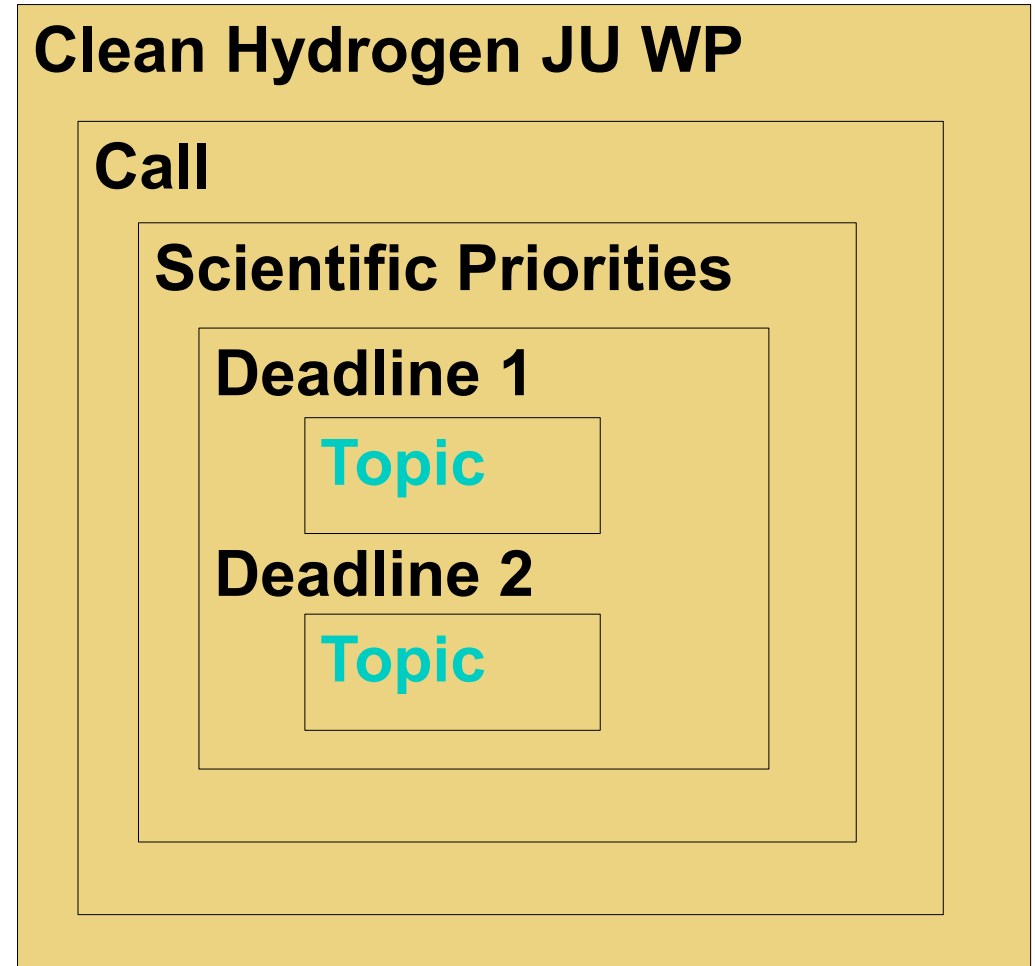 Clean Hydrogen JU WP
Call
Scientific Priorities
Deadline 1
Topic
Deadline 2
Topic